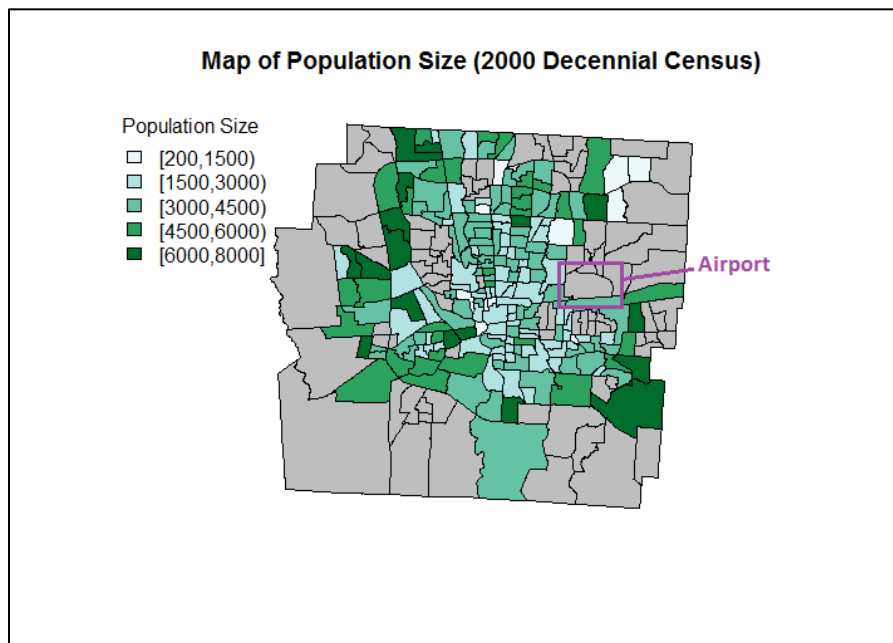 Map of Population Size (2000 Decennial Census)
Population Size
[200,1500)
[1500,3000)
[3000,4500)
[4500,6000)
[6000,8000]
Airport